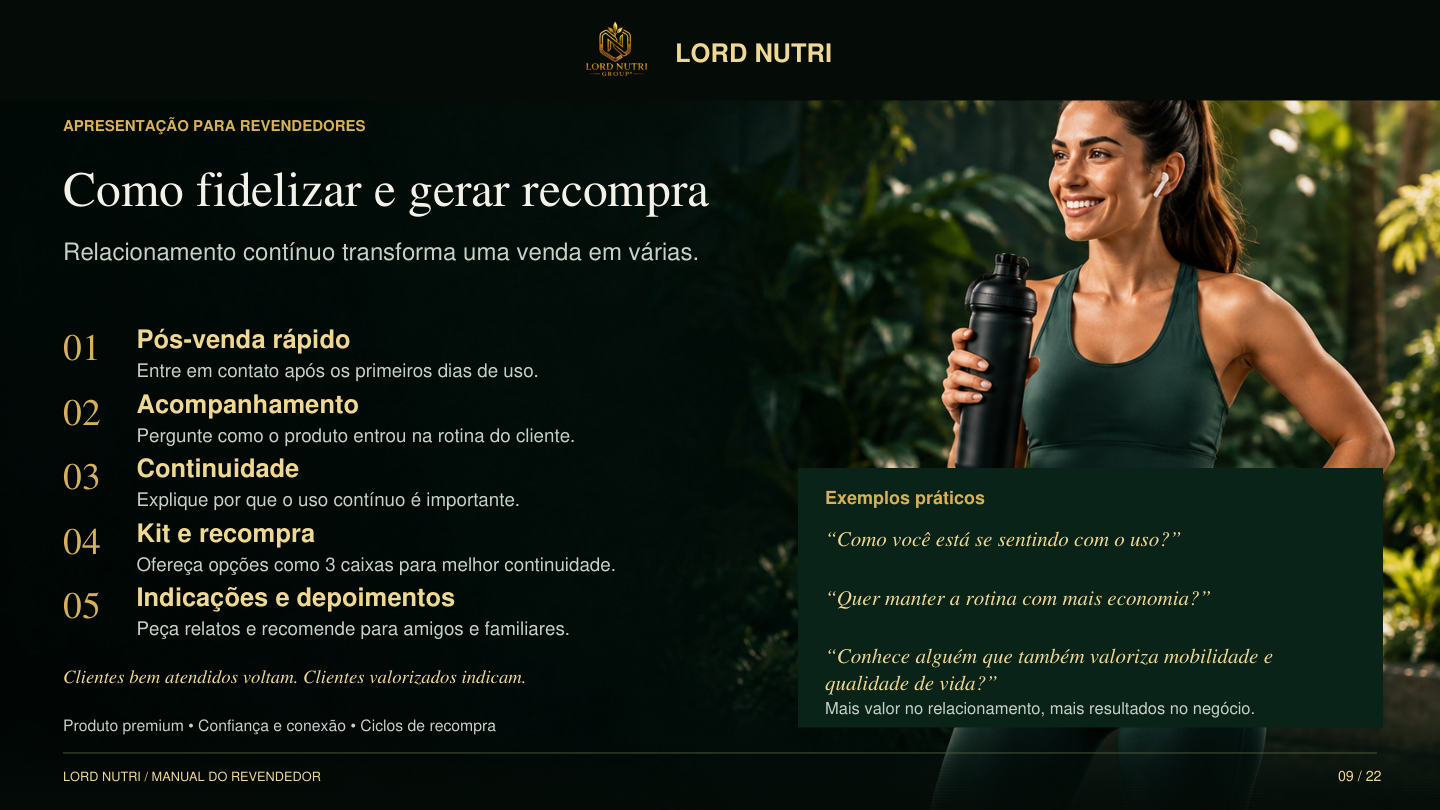 LORD NUTRI
GROUP
LORD NUTRI
APRESENTAÇÃO PARA REVENDEDORES
Como fidelizar e gerar recompra
Relacionamento contínuo transforma uma venda em várias.
01
Pós-venda rápido
Entre em contato após os primeiros dias de uso.
02
Acompanhamento
Pergunte como o produto entrou na rotina do cliente.
03
Continuidade
Explique por que o uso contínuo é importante.
04
Kit e recompra
Ofereça opções como 3 caixas para melhor continuidade.
05
Indicações e depoimentos
Peça relatos e recomende para amigos e familiares.
Clientes bem atendidos voltam. Clientes valorizados indicam.
Produto premium • Confiança e conexão • Ciclos de recompra
Exemplos práticos
“Como você está se sentindo com o uso?”
“Quer manter a rotina com mais economia?”
“Conhece alguém que também valoriza mobilidade e
qualidade de vida?”
Mais valor no relacionamento, mais resultados no negócio.
LORD NUTRI / MANUAL DO REVENDEDOR
09 / 22